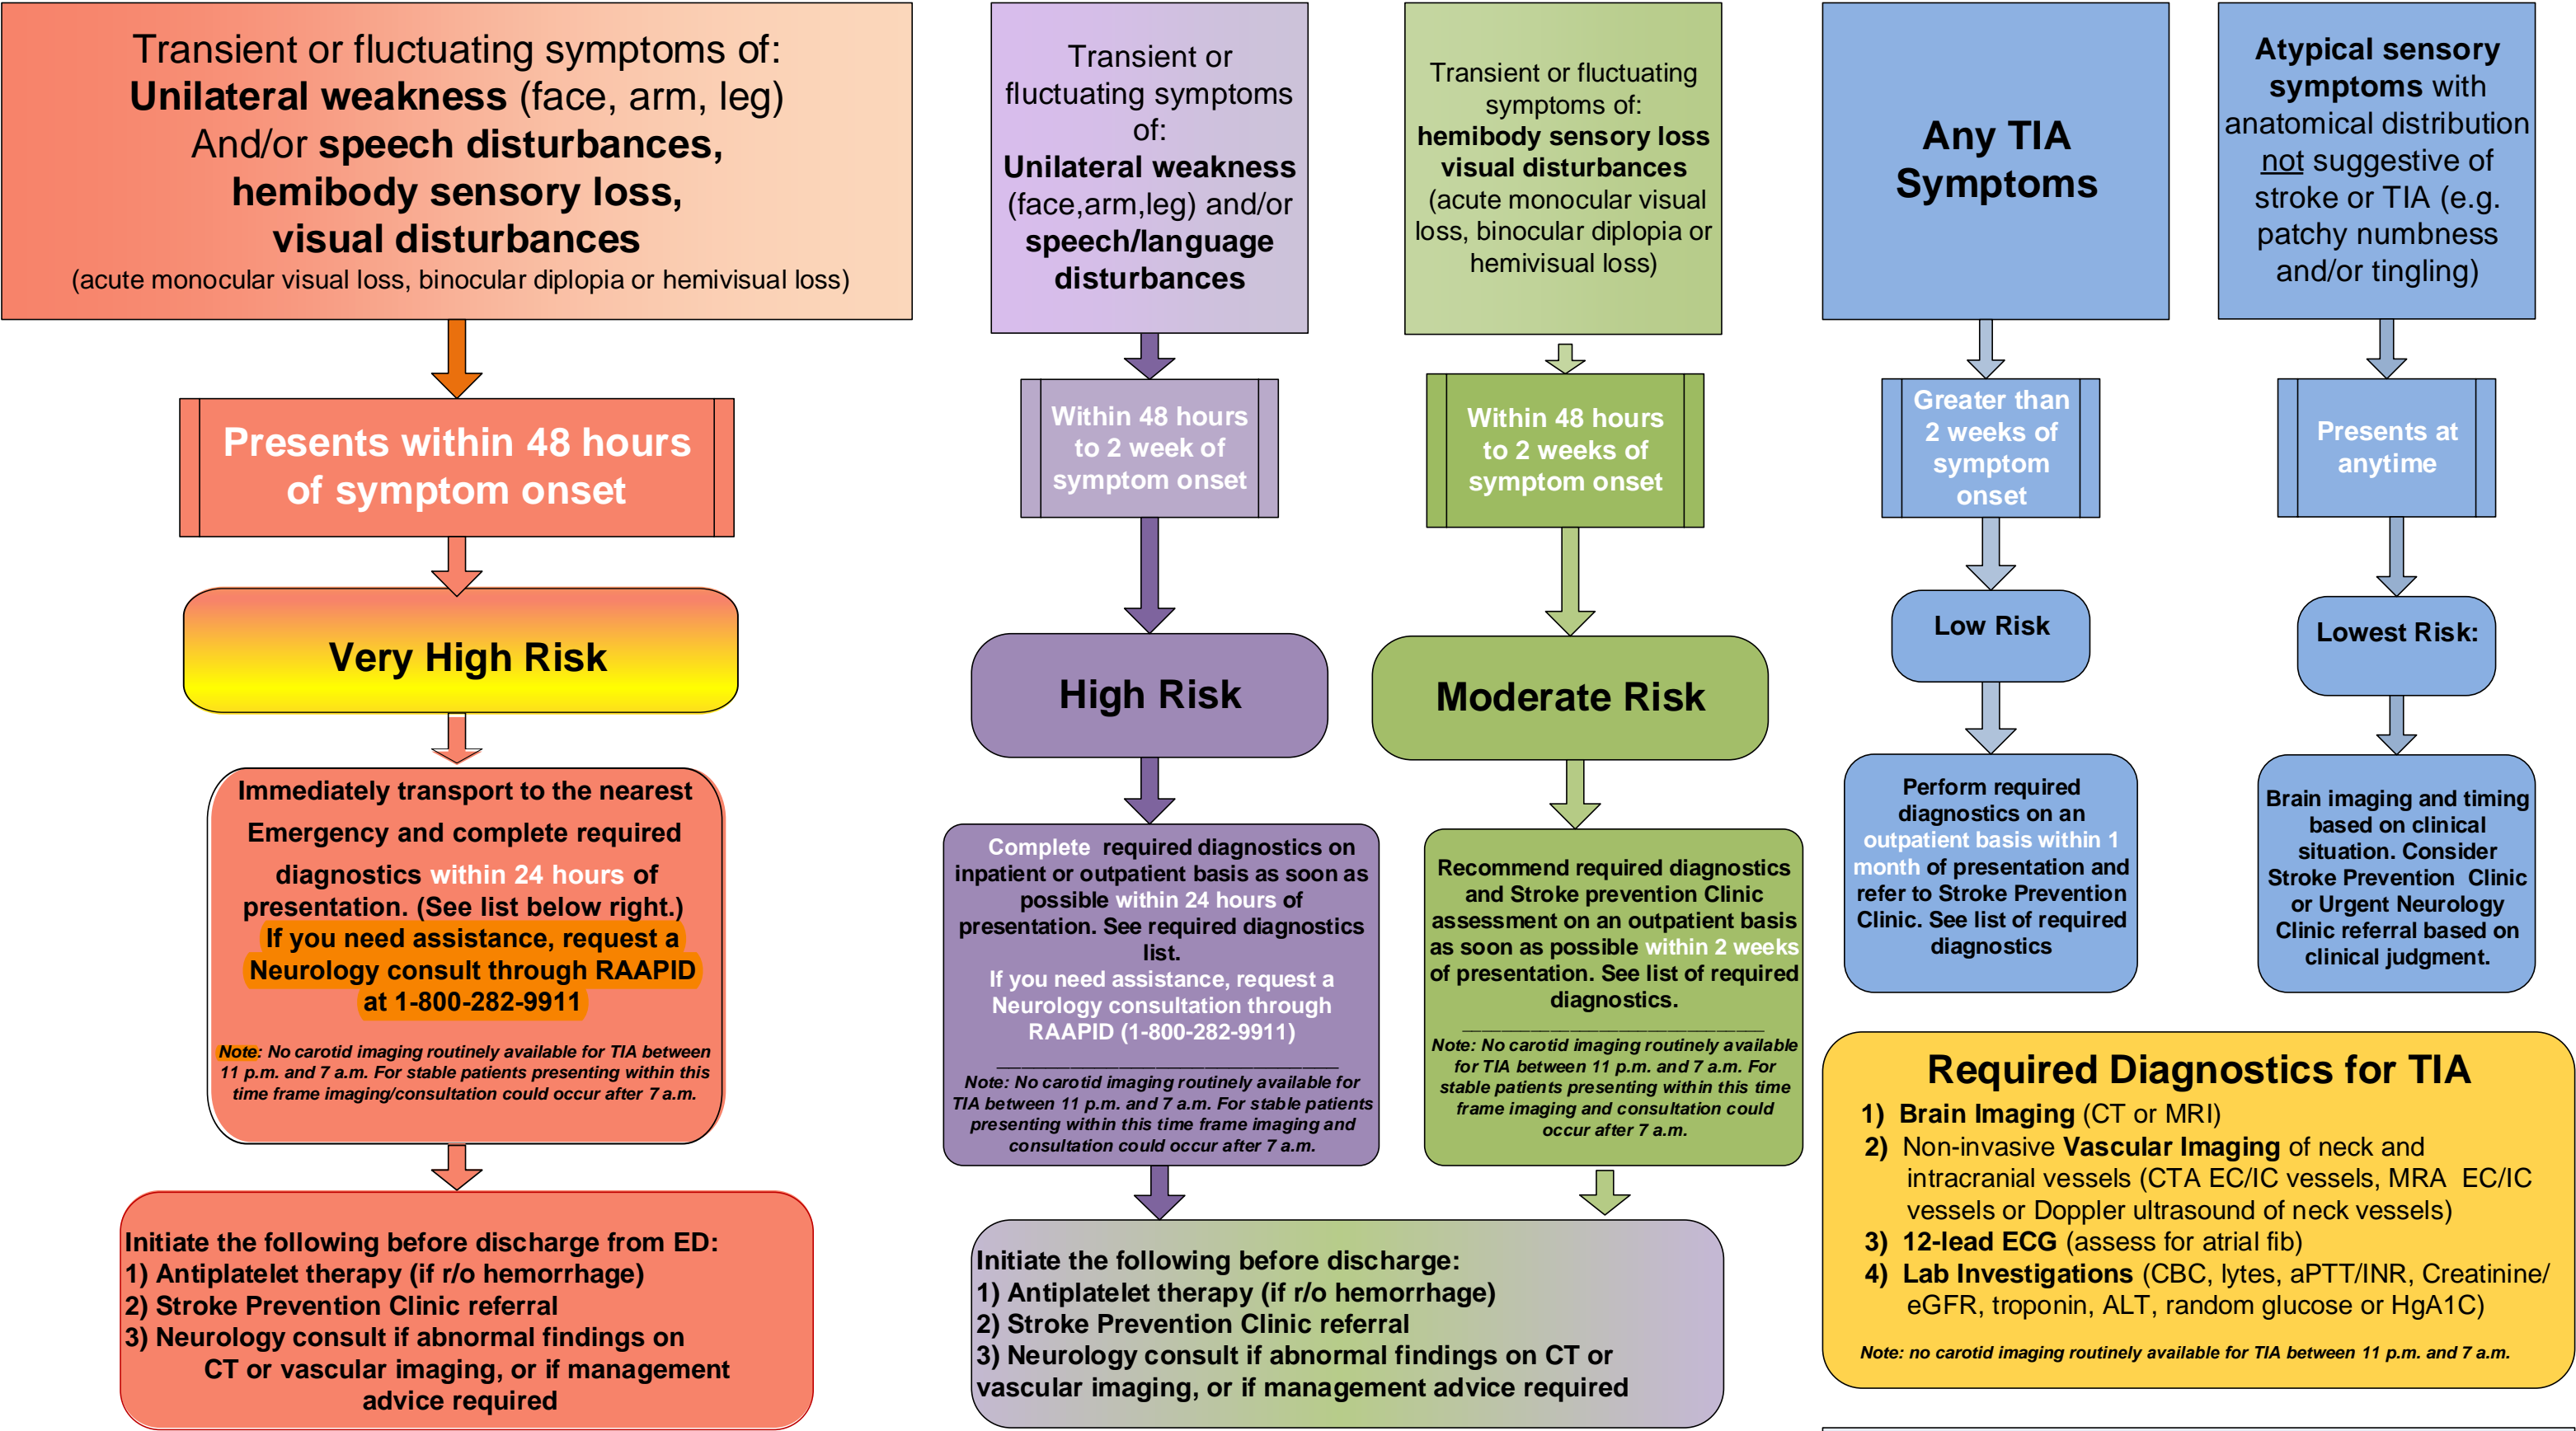 Transient or fluctuating symptoms of:
Unilateral weakness (face, arm, leg)
And/or speech disturbances,
hemibody sensory loss,
visual disturbances
(acute monocular visual loss, binocular diplopia or hemivisual loss)
Presents within 48 hours
of symptom onset
Very High Risk
Immediately transport to the nearest
Emergency and complete required
diagnostics within 24 hours of
presentation. (See list below right.)
If you need assistance, request a
Neurology consult through RAAPID
at 1-800-282-9911
Note: No carotid imaging routinely available for TIA between
11 p.m. and 7 a.m. For stable patients presenting within this
time frame imaging/consultation could occur after 7 a.m.
Initiate the following before discharge from ED:
1) Antiplatelet therapy (if r/o hemorrhage)
2) Stroke Prevention Clinic referral
3) Neurology consult if abnormal findings on
CT or vascular imaging, or if management
advice required
Transient or
fluctuating symptoms
of:
Unilateral weakness
(face,arm,leg) and/or
speech/language
disturbances
Within 48 hours
to 2 week of
symptom onset
High Risk
Complete required diagnostics on
inpatient or outpatient basis as soon as
possible within 24 hours of
presentation. See required diagnostics
list.
If you need assistance, request a
Neurology consultation through
RAAPID (1-800-282-9911)
Note: No carotid imaging routinely available for
TIA between 11 p.m. and 7 a.m. For stable patients
presenting within this time frame imaging and
consultation could occur after 7 a.m.
Transient or fluctuating
symptoms of:
hemibody sensory loss
visual disturbances
(acute monocular visual
loss, binocular diplopia or
hemivisual loss)
Within 48 hours
to 2 weeks of
symptom onset
Moderate Risk
Recommend required diagnostics
and Stroke prevention Clinic
assessment on an outpatient basis
as soon as possible within 2 weeks
of presentation. See list of required
diagnostics.
Note: No carotid imaging routinely available
for TIA between 11 p.m. and 7 a.m. For
stable patients presenting within this time
frame imaging and consultation could
occur after 7 a.m.
Initiate the following before discharge:
1) Antiplatelet therapy (if r/o hemorrhage)
2) Stroke Prevention Clinic referral
3) Neurology consult if abnormal findings on CT or
vascular imaging, or if management advice required
Any TIA
Symptoms
Greater than
2 weeks of
symptom
onset
Low Risk
Perform required
diagnostics on an
outpatient basis within 1
month of presentation and
refer to Stroke Prevention
Clinic. See list of required
diagnostics
Atypical sensory
symptoms with
anatomical distribution
not suggestive of
stroke or TIA (e.g.
patchy numbness
and/or tingling)
Presents at
anytime
Lowest Risk:
Brain imaging and timing
based on clinical
situation. Consider
Stroke Prevention Clinic
or Urgent Neurology
Clinic referral based on
clinical judgment.
Required Diagnostics for TIA
1) Brain Imaging (CT or MRI)
2) Non-invasive Vascular Imaging of neck and
intracranial vessels (CTA EC/IC vessels, MRA EC/IC
vessels or Doppler ultrasound of neck vessels)
3) 12-lead ECG (assess for atrial fib)
4) Lab Investigations (CBC, lytes, aPTT/INR, Creatinine/
eGFR, troponin, ALT, random glucose or HgA1C)
Note: no carotid imaging routinely available for TIA between 11 p.m. and 7 a.m.